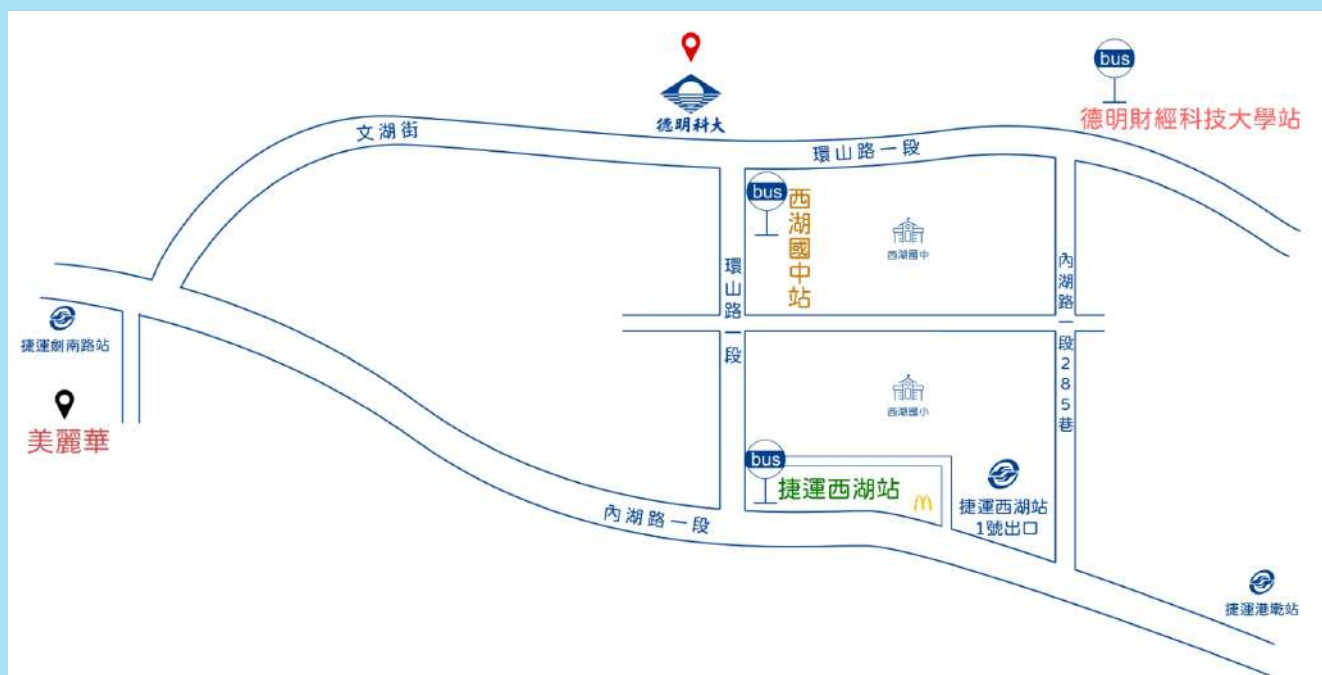 bus
德明科大
德明財經科技大學站
文湖街
環山路一段
bus
西湖國中站
西湖國中
環山路一段
內湖路一段285巷
捷運劍南路站
美麗華
西湖國小
bus
捷運西湖站
捷運西湖站
1號出口
內湖路一段
捷運港墘站